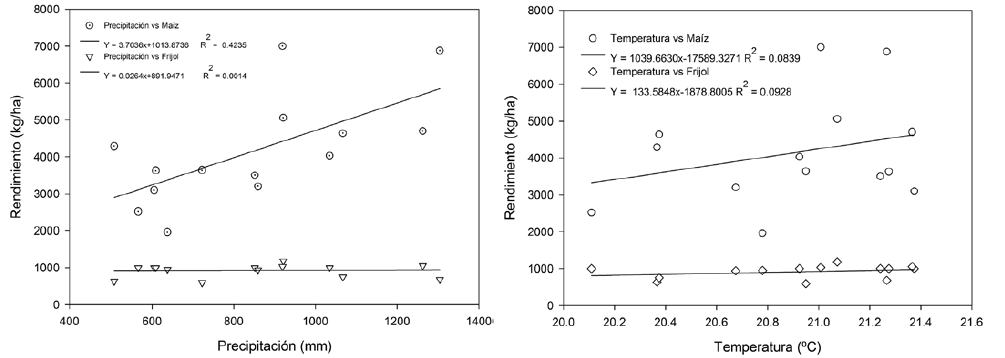 Precipitación vs Maíz
Y = 3.7036x+1013.8736 R2 = 0.4235
Precipitación vs Frijol
Y = 0.0264x+891.9471 R2 = 0.0014
8000
7000
6000
5000
4000
3000
2000
1000
0
Rendimiento (kg/ha)
400
600
800
1000
1200
1400
Precipitación (mm)
Temperatura vs Maíz
Y = 1039.6630x-17589.3271 R2 = 0.0839
Temperatura vs Frijol
Y = 133.5848x-1878.8005 R2 = 0.0928
8000
7000
6000
5000
4000
3000
2000
1000
0
Rendimiento (kg/ha)
20.0
20.2
20.4
20.6
20.8
21.0
21.2
21.4
21.6
Temperatura (ºC)